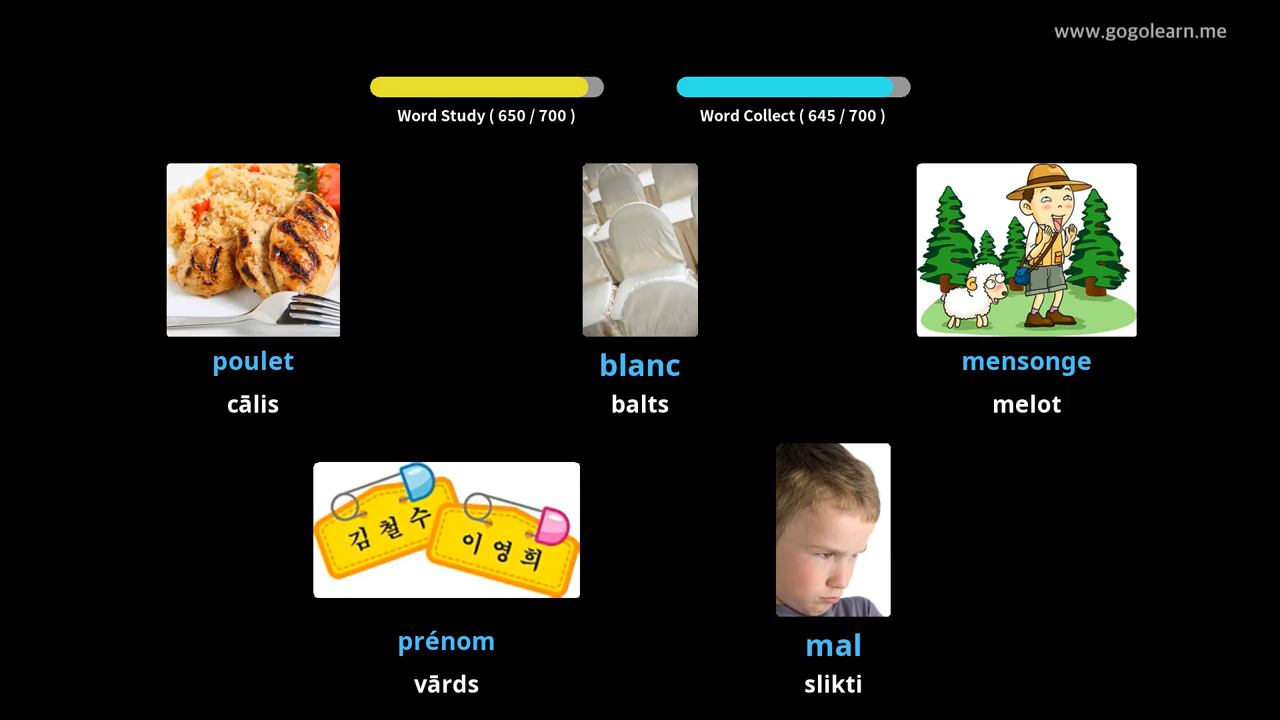 www.gogolearn.me
Word Study ( 650 / 700 )
Word Collect ( 645 / 700 )
poulet
cālis
blanc
balts
mensonge
melot
김철수
이영희
prénom
vārds
mal
slikti